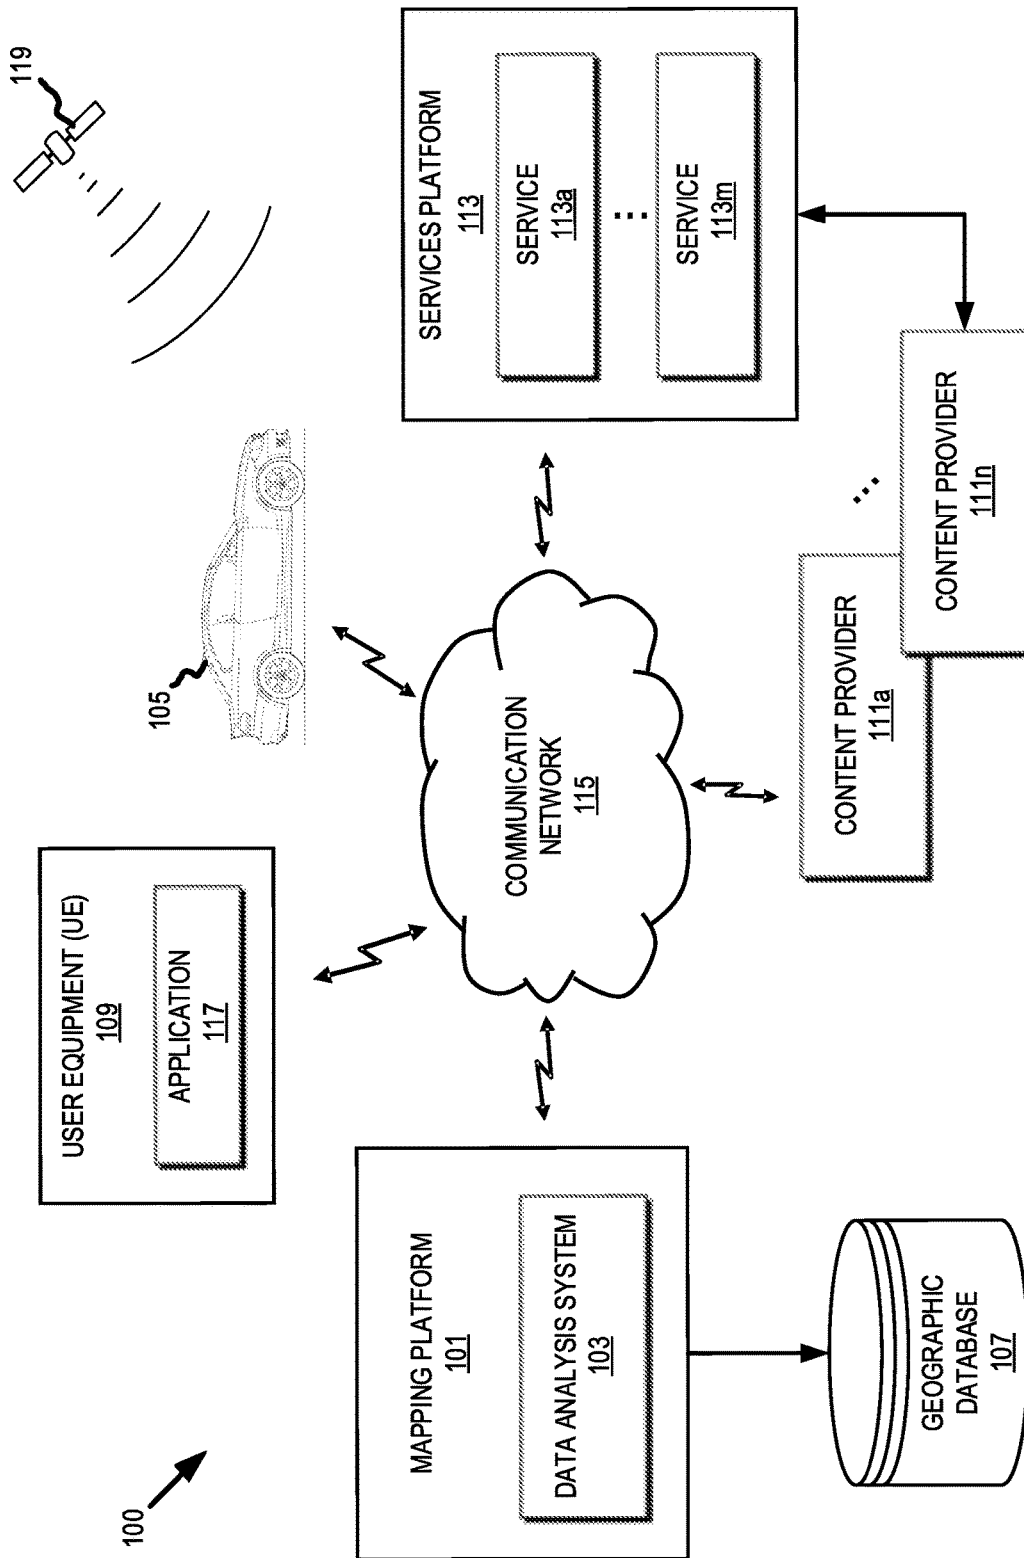 100
119
105
USER EQUIPMENT (UE)
109
APPLICATION
117
MAPPING PLATFORM
101
DATA ANALYSIS SYSTEM
103
COMMUNICATION
NETWORK
115
SERVICES PLATFORM
113
SERVICE
113a
...
SERVICE
113m
GEOGRAPHIC
DATABASE
107
CONTENT PROVIDER
111a
...
CONTENT PROVIDER
111n